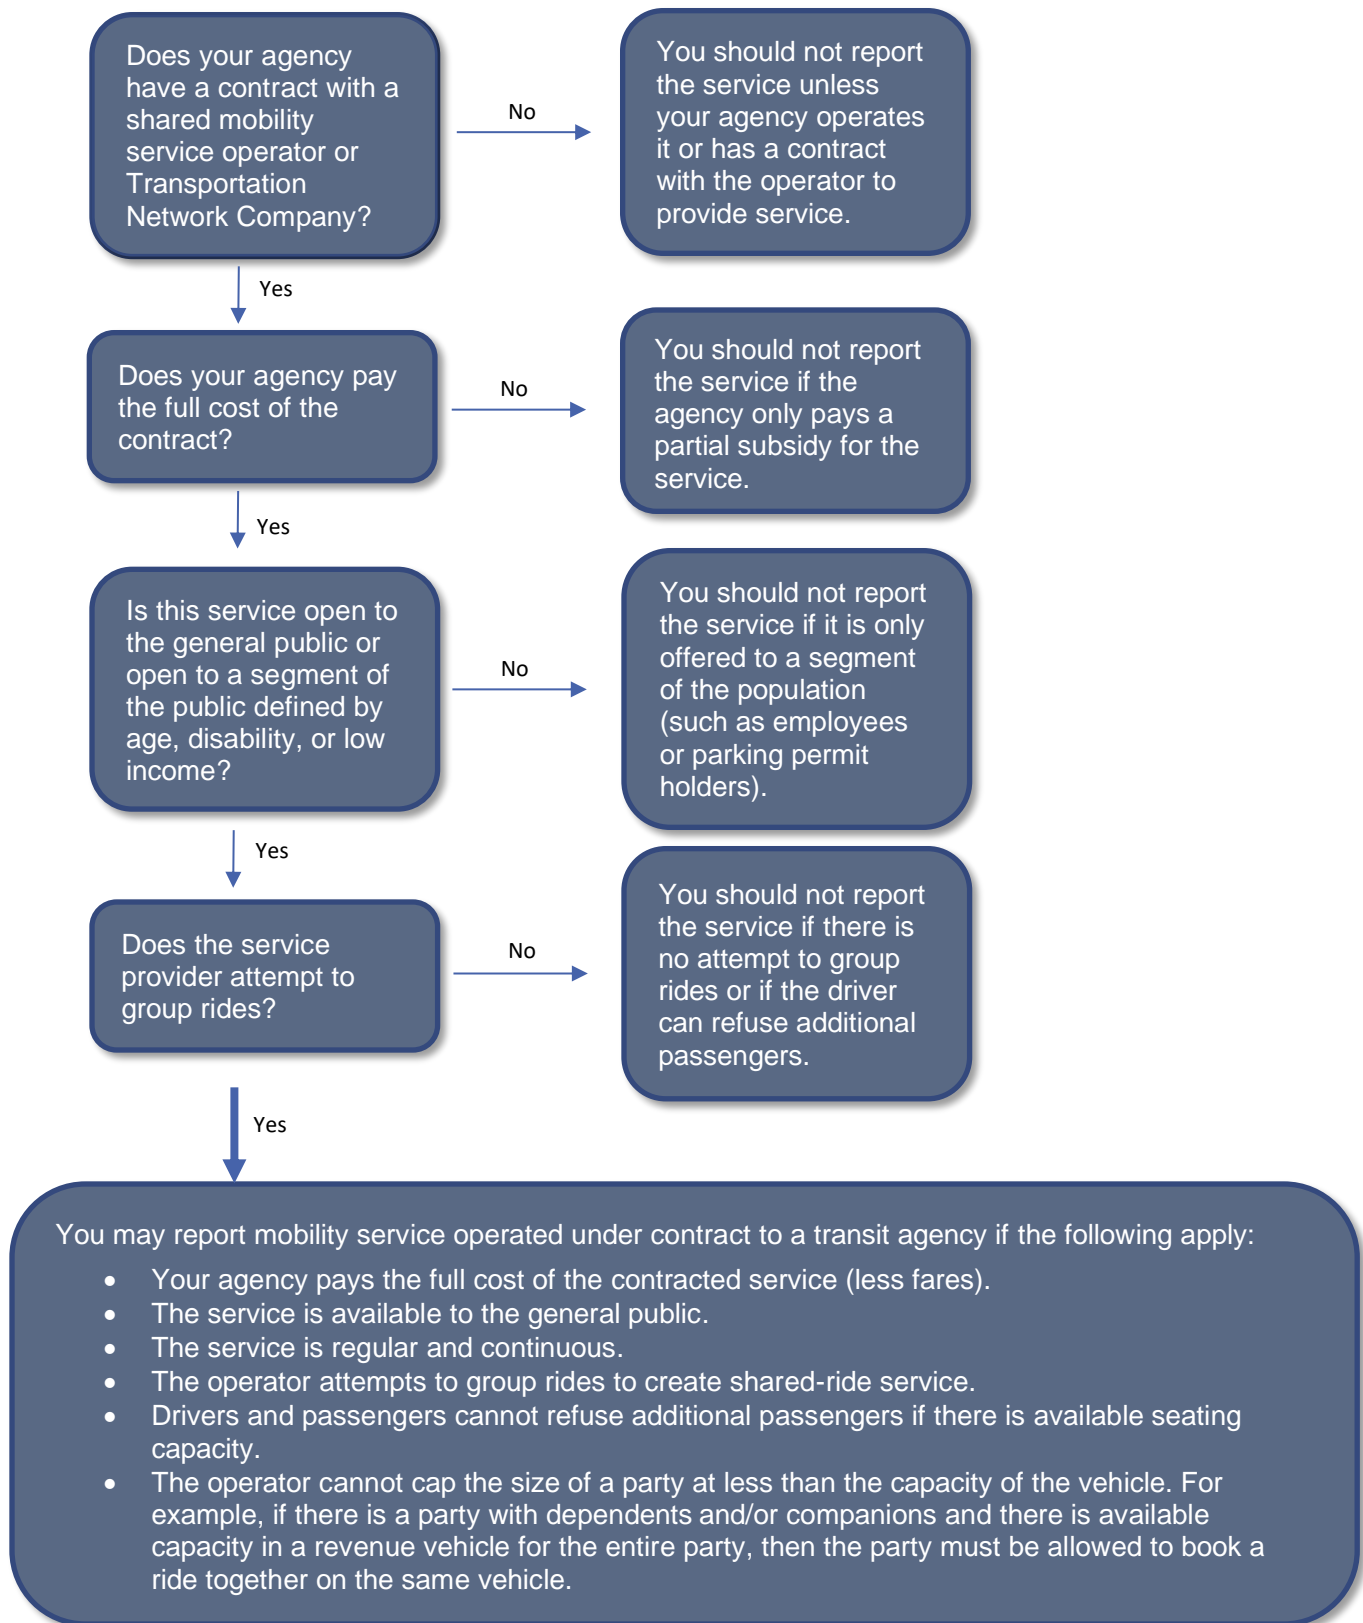 Does your agency
have a contract with a
shared mobility
service operator or
Transportation
Network Company?
No
You should not report
the service unless
your agency operates
it or has a contract
with the operator to
provide service.
Yes
Does your agency pay
the full cost of the
contract?
No
You should not report
the service if the
agency only pays a
partial subsidy for the
service.
Yes
Is this service open to
the general public or
open to a segment of
the public defined by
age, disability, or low
income?
No
You should not report
the service if it is only
offered to a segment
of the population
(such as employees
or parking permit
holders).
Yes
Does the service
provider attempt to
group rides?
No
You should not report
the service if there is
no attempt to group
rides or if the driver
can refuse additional
passengers.
Yes
You may report mobility service operated under contract to a transit agency if the following apply:
• Your agency pays the full cost of the contracted service (less fares).
• The service is available to the general public.
• The service is regular and continuous.
• The operator attempts to group rides to create shared-ride service.
• Drivers and passengers cannot refuse additional passengers if there is available seating
capacity.
• The operator cannot cap the size of a party at less than the capacity of the vehicle. For
example, if there is a party with dependents and/or companions and there is available
capacity in a revenue vehicle for the entire party, then the party must be allowed to book a
ride together on the same vehicle.